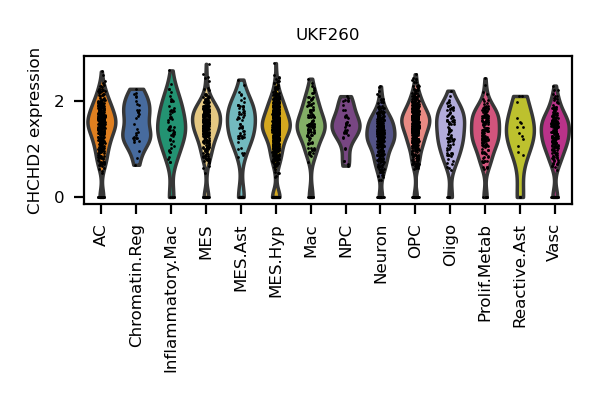 UKF260
CHCHD2 expression
2
0
AC
Chromatin.Reg
Inflammatory.Mac
MES
MES.Ast
MES.Hyp
Mac
NPC
Neuron
OPC
Oligo
Prolif.Metab
Reactive.Ast
Vasc